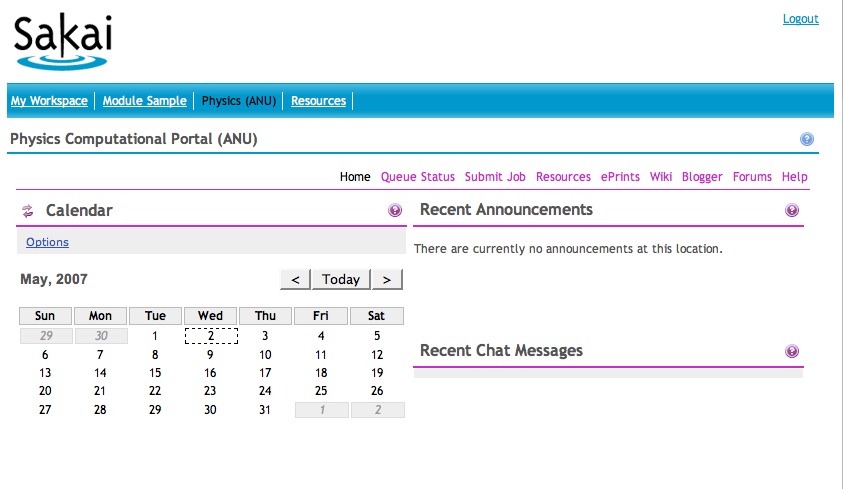 Sakai
Logout
My Workspace Module Sample Physics (ANU) Resources
Physics Computational Portal (ANU) ?
Home Queue Status Submit Job Resources ePrints Wiki Blogger Forums Help
Calendar ?
Options
May, 2007 < Today >
Sun Mon Tue Wed Thu Fri Sat
29 30 1 2 3 4 5
6 7 8 9 10 11 12
13 14 15 16 17 18 19
20 21 22 23 24 25 26
27 28 29 30 31 1 2
Recent Announcements ?
There are currently no announcements at this location.
Recent Chat Messages ?